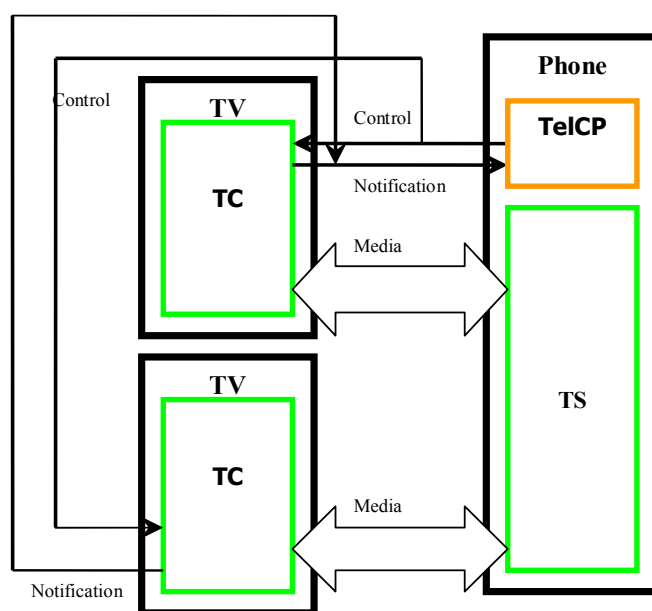 Phone
Control
TV
Control
TelCP
TC
Notification
Media
TV
TS
TC
Media
Notification